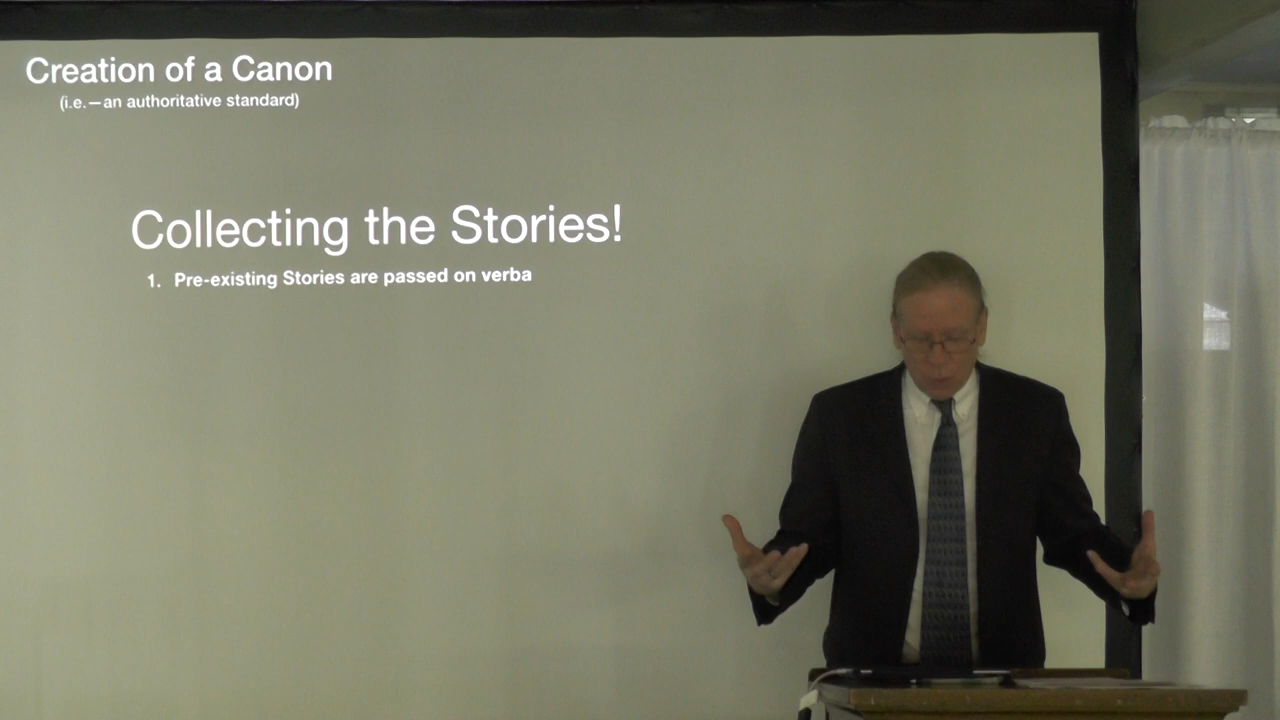 Creation of a Canon
(i.e.—an authoritative standard)
Collecting the Stories!
1. Pre-existing Stories are passed on verba